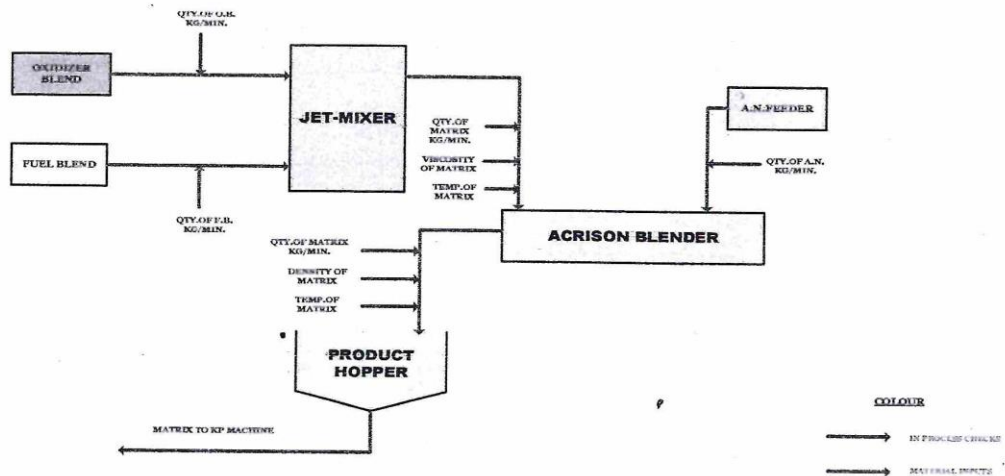 QTY.OF O.B.
KG/MIN.
OXIDIZER
BLEND
JET-MIXER
FUEL BLEND
QTY.OF F.B.
KG/MIN.
QTY.OF
MATRIX
KG/MIN.
VISCOSITY
OF MATRIX
TEMP.OF
MATRIX
A.N.FEEDER
QTY.OF A.N.
KG/MIN.
ACRISON BLENDER
QTY.OF MATRIX
KG/MIN.
DENSITY OF
MATRIX
TEMP.OF
MATRIX
PRODUCT
HOPPER
MATRIX TO KP MACHINE
COLOUR
IN PROCESS CHECKS
MATERIAL INPUTS